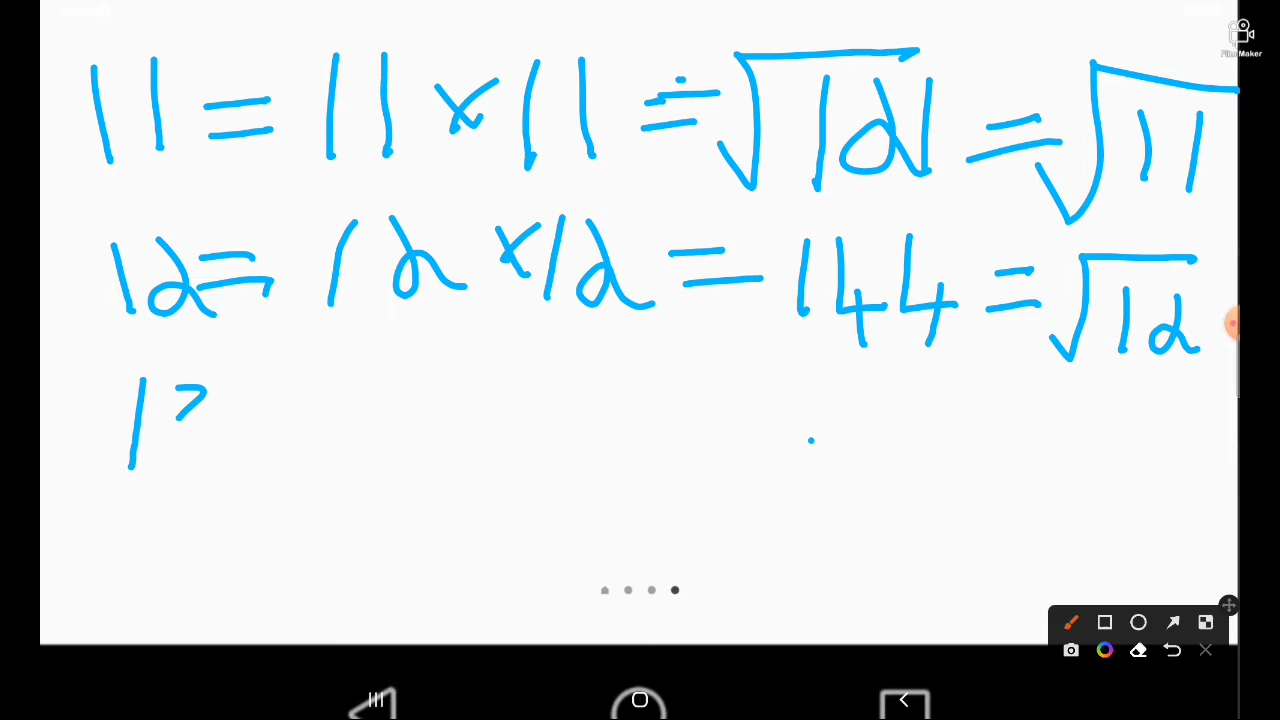 11 = 11 × 11 = √121 = √11
12 = 12 × 12 = 144 = √12
1